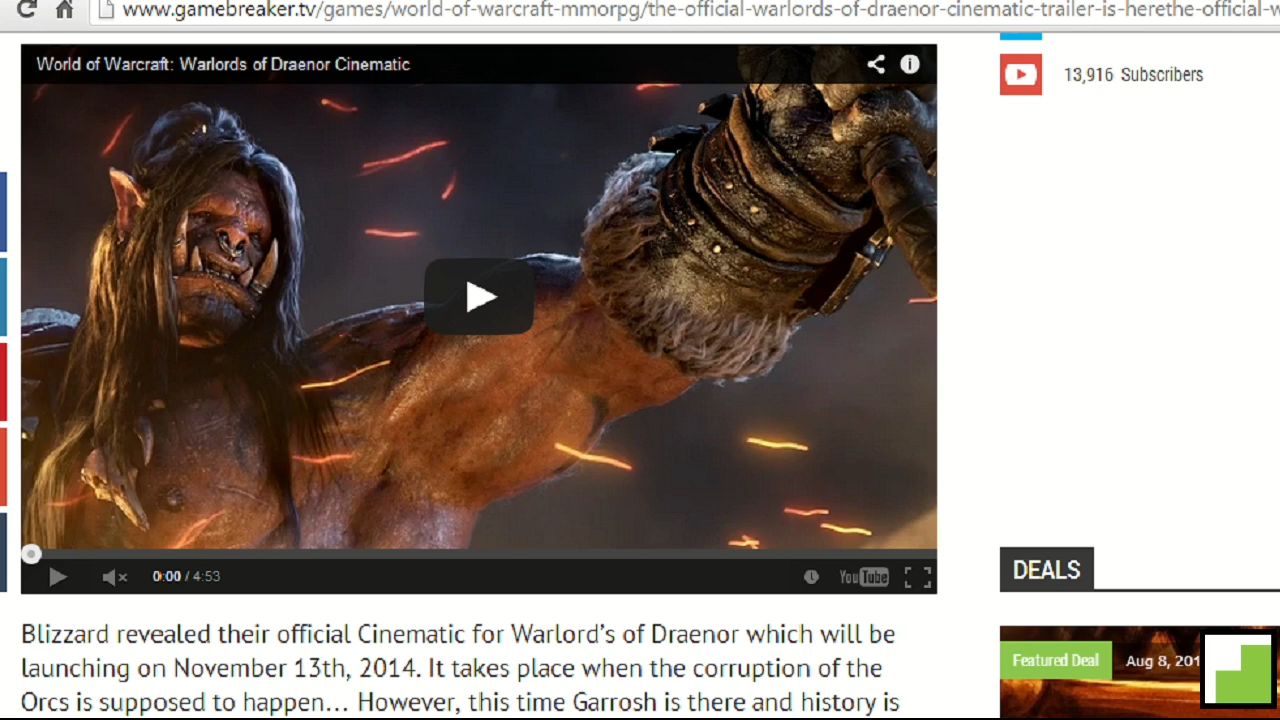 www.gamebreaker.tv/games/world-of-warcraft-mmorpg/the-official-warlords-of-draenor-cinematic-trailer-is-herethe-official-w
World of Warcraft: Warlords of Draenor Cinematic
13,916 Subscribers
0:00 / 4:53
YouTube
Blizzard revealed their official Cinematic for Warlord’s of Draenor which will be
launching on November 13th, 2014. It takes place when the corruption of the
Orcs is supposed to happen... However, this time Garrosh is there and history is
DEALS
Featured Deal
Aug 8, 201